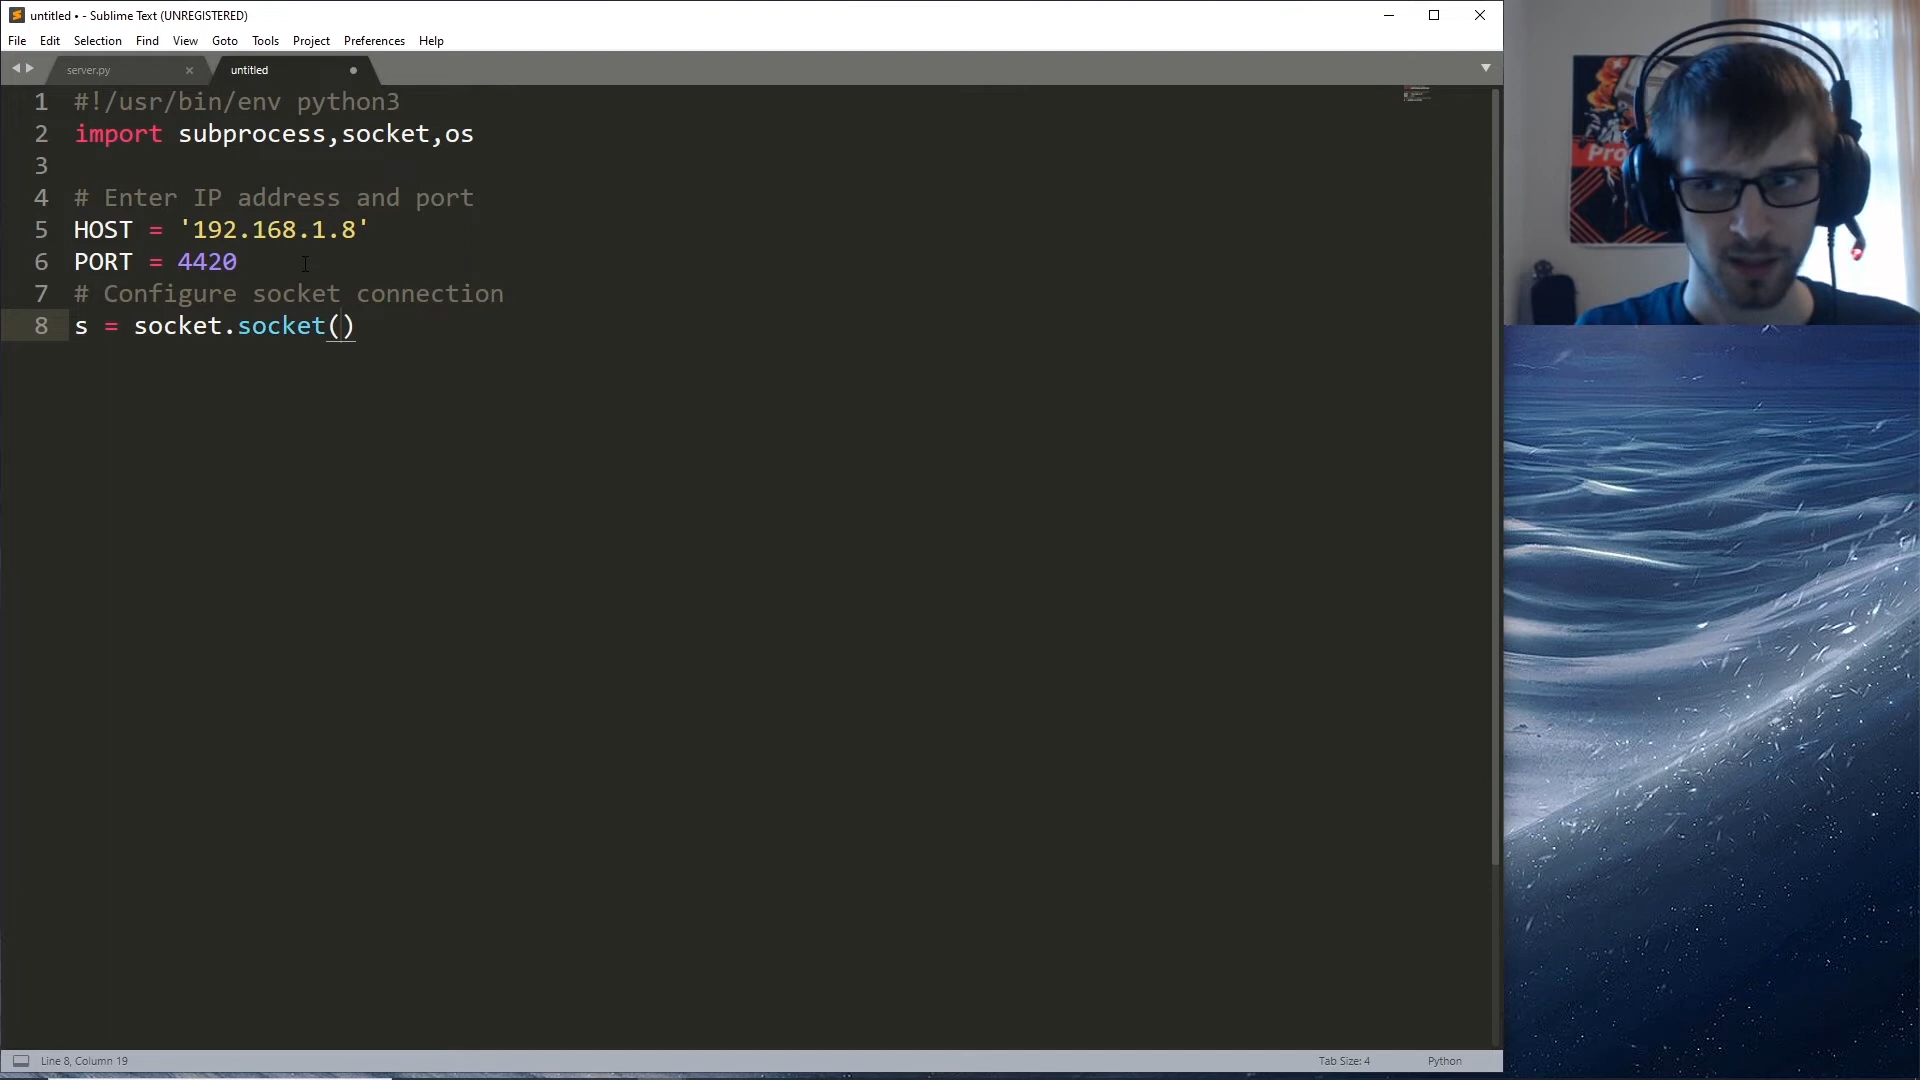 untitled • - Sublime Text (UNREGISTERED)
File Edit Selection Find View Goto Tools Project Preferences Help
server.py × untitled
1 #!/usr/bin/env python3
2 import subprocess,socket,os
3
4 # Enter IP address and port
5 HOST = '192.168.1.8'
6 PORT = 4420
7 # Configure socket connection
8 s = socket.socket()
Line 8, Column 19 Tab Size: 4 Python
Pro